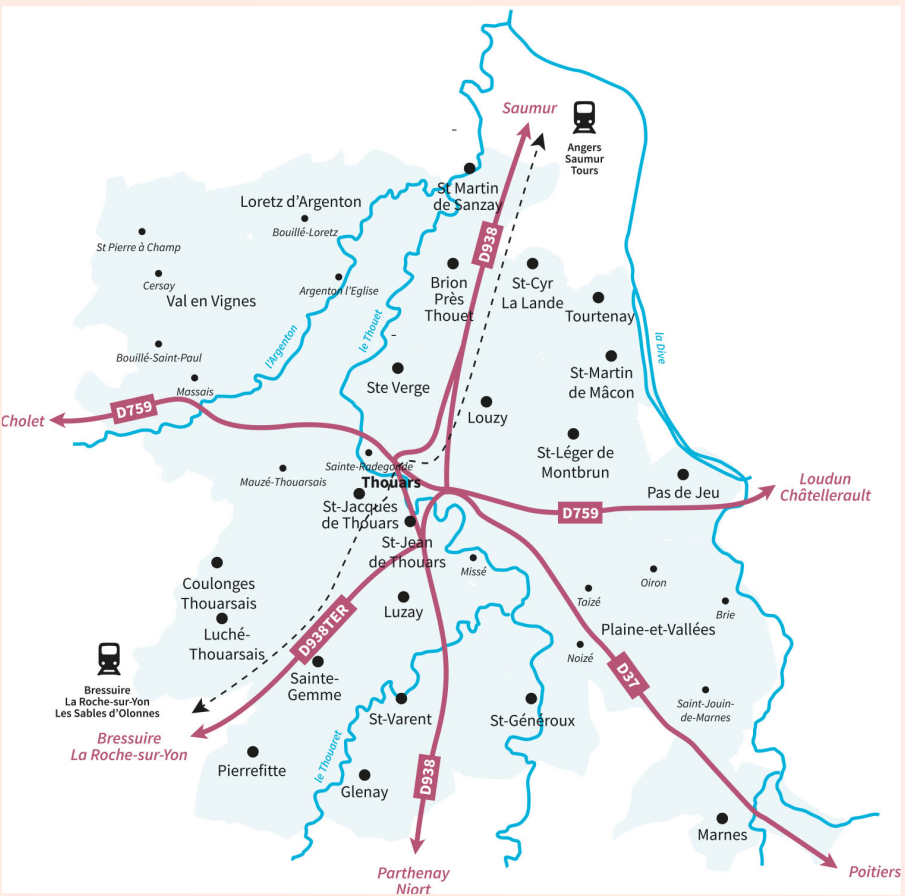 Saumur
Angers
Saumur
Tours
St Martin
de Sanzay
Loretz d’Argenton
Bouillé-Loretz
St Pierre à Champ
D938
Cersay
Val en Vignes
Argenton l’Eglise
Brion
Près
Thouet
St-Cyr
La Lande
Tourtenay
l’Argenton
le Thouet
la Dive
Bouillé-Saint-Paul
Massais
Ste Verge
St-Martin
de Mâcon
Cholet
D759
Louzy
St-Léger de
Montbrun
Sainte-Radegonde
Thouars
Mauzé-Thouarsais
Pas de Jeu
Loudun
Châtellerault
St-Jacques
de Thouars
D759
St-Jean
de Thouars
Missé
Coulonges
Thouarsais
Luzay
Taizé
Oiron
Brie
Luché-
Thouarsais
D938TER
Plaine-et-Vallées
Noizé
D37
Sainte-
Gemme
Bressuire
La Roche-sur-Yon
Les Sables d’Olonnes
Bressuire
La Roche-sur-Yon
St-Varent
St-Généroux
Saint-Jouin-
de-Marnes
le Thouaret
Pierrefitte
Glenay
D938
Marnes
Parthenay
Niort
Poitiers